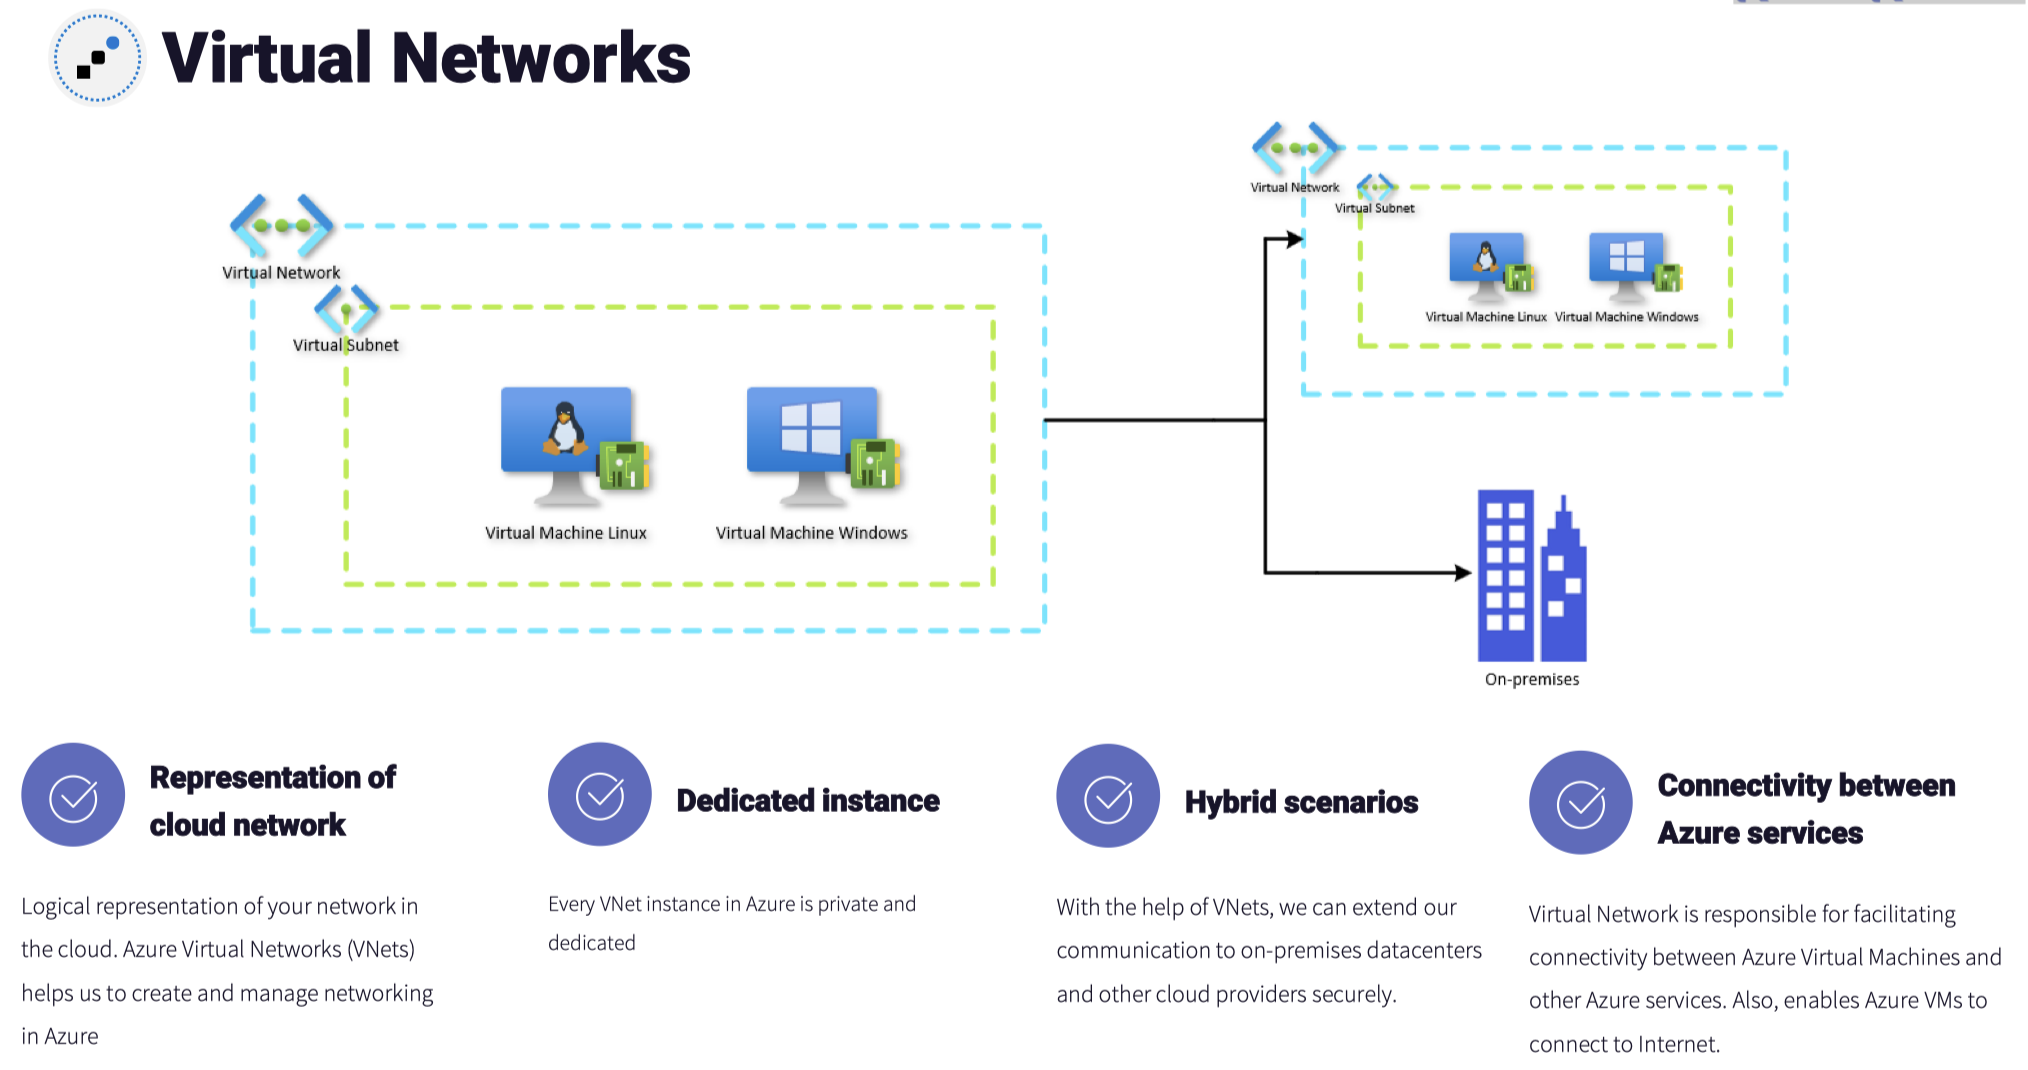 Virtual Networks
Virtual Network
Virtual Subnet
Virtual Machine Linux
Virtual Machine Windows
Virtual Network
Virtual Subnet
Virtual Machine Linux
Virtual Machine Windows
On-premises
Representation of
cloud network
Logical representation of your network in
the cloud. Azure Virtual Networks (VNets)
helps us to create and manage networking
in Azure
Dedicated instance
Every VNet instance in Azure is private and
dedicated
Hybrid scenarios
With the help of VNets, we can extend our
communication to on-premises datacenters
and other cloud providers securely.
Connectivity between
Azure services
Virtual Network is responsible for facilitating
connectivity between Azure Virtual Machines and
other Azure services. Also, enables Azure VMs to
connect to Internet.